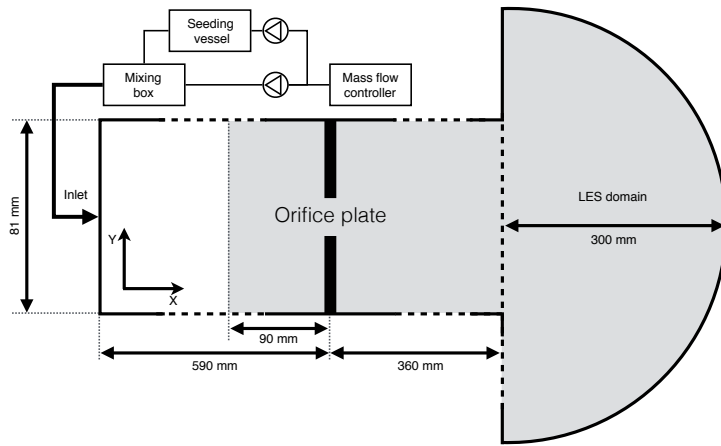 Seeding
vessel
Mixing
box
Mass flow
controller
Inlet
81 mm
Orifice plate
LES domain
300 mm
Y
X
90 mm
590 mm
360 mm